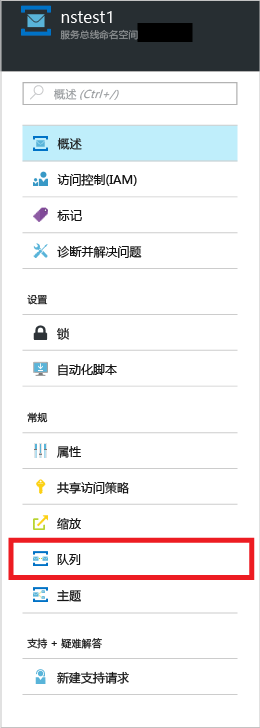 nstest1
服务总线命名空间
概述 (Ctrl+/)
概述
访问控制(IAM)
标记
诊断并解决问题
设置
锁
自动化脚本
常规
属性
共享访问策略
缩放
队列
主题
支持 + 疑难解答
新建支持请求